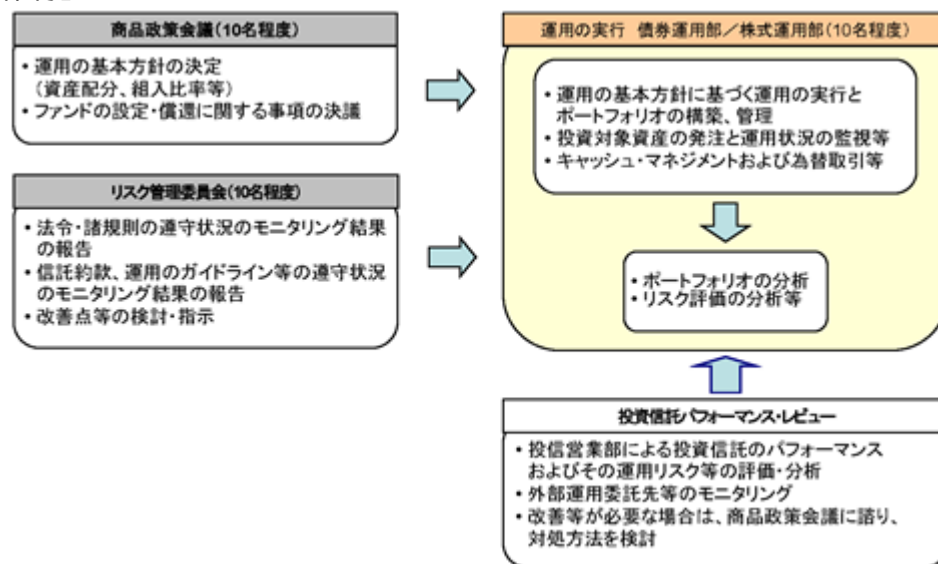 商品政策会議(10名程度)
・運用の基本方針の決定
(資産配分、組入比率等)
・ファンドの設定・償還に関する事項の決議
リスク管理委員会(10名程度)
・法令・諸規則の遵守状況のモニタリング結果
の報告
・信託約款、運用のガイドライン等の遵守状況
のモニタリング結果の報告
・改善点等の検討・指示
運用の実行 債券運用部/株式運用部(10名程度)
・運用の基本方針に基づく運用の実行と
ポートフォリオの構築、管理
・投資対象資産の発注と運用状況の監視等
・キャッシュ・マネジメントおよび為替取引等
・ポートフォリオの分析
・リスク評価の分析等
投資信託パフォーマンス・レビュー
・投信営業部による投資信託のパフォーマンス
およびその運用リスク等の評価・分析
・外部運用委託先等のモニタリング
・改善等が必要な場合は、商品政策会議に諮り、
対処方法を検討